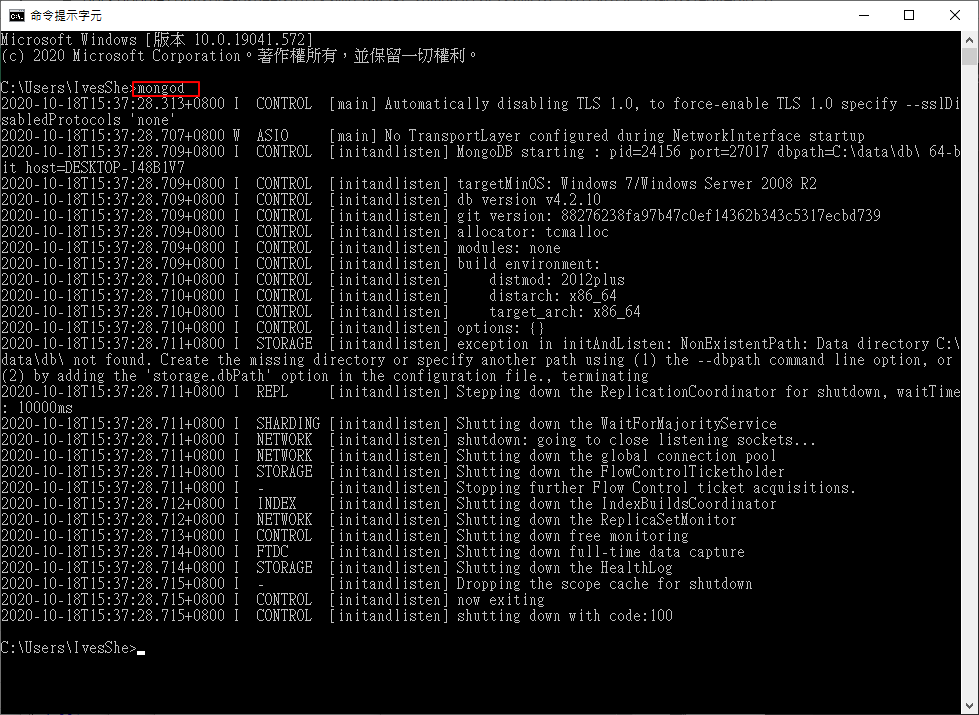 命令提示字元
Microsoft Windows [版本 10.0.19041.572]
(c) 2020 Microsoft Corporation。著作權所有，並保留一切權利。
C:\Users\IvesShe>mongod
2020-10-18T15:37:28.313+0800 I  CONTROL  [main] Automatically disabling TLS 1.0, to force-enable TLS 1.0 specify --sslDi
sabledProtocols 'none'
2020-10-18T15:37:28.707+0800 W  ASIO     [main] No TransportLayer configured during NetworkInterface startup
2020-10-18T15:37:28.709+0800 I  CONTROL  [initandlisten] MongoDB starting : pid=24156 port=27017 dbpath=C:\data\db\ 64-b
it host=DESKTOP-J48B1V7
2020-10-18T15:37:28.709+0800 I  CONTROL  [initandlisten] targetMinOS: Windows 7/Windows Server 2008 R2
2020-10-18T15:37:28.709+0800 I  CONTROL  [initandlisten] db version v4.2.10
2020-10-18T15:37:28.709+0800 I  CONTROL  [initandlisten] git version: 88276238fa97b47c0ef14362b343c5317ecbd739
2020-10-18T15:37:28.709+0800 I  CONTROL  [initandlisten] allocator: tcmalloc
2020-10-18T15:37:28.709+0800 I  CONTROL  [initandlisten] modules: none
2020-10-18T15:37:28.709+0800 I  CONTROL  [initandlisten] build environment:
2020-10-18T15:37:28.710+0800 I  CONTROL  [initandlisten]     distmod: 2012plus
2020-10-18T15:37:28.710+0800 I  CONTROL  [initandlisten]     distarch: x86_64
2020-10-18T15:37:28.710+0800 I  CONTROL  [initandlisten]     target_arch: x86_64
2020-10-18T15:37:28.710+0800 I  CONTROL  [initandlisten] options: {}
2020-10-18T15:37:28.711+0800 I  STORAGE  [initandlisten] exception in initAndListen: NonExistentPath: Data directory C:\
data\db\ not found. Create the missing directory or specify another path using (1) the --dbpath command line option, or
(2) by adding the 'storage.dbPath' option in the configuration file., terminating
2020-10-18T15:37:28.711+0800 I  REPL     [initandlisten] Stepping down the ReplicationCoordinator for shutdown, waitTime
: 10000ms
2020-10-18T15:37:28.711+0800 I  SHARDING [initandlisten] Shutting down the WaitForMajorityService
2020-10-18T15:37:28.711+0800 I  NETWORK  [initandlisten] shutdown: going to close listening sockets...
2020-10-18T15:37:28.711+0800 I  NETWORK  [initandlisten] Shutting down the global connection pool
2020-10-18T15:37:28.711+0800 I  STORAGE  [initandlisten] Shutting down the FlowControlTicketholder
2020-10-18T15:37:28.711+0800 I  -        [initandlisten] Stopping further Flow Control ticket acquisitions.
2020-10-18T15:37:28.712+0800 I  INDEX    [initandlisten] Shutting down the IndexBuildsCoordinator
2020-10-18T15:37:28.712+0800 I  NETWORK  [initandlisten] Shutting down the ReplicaSetMonitor
2020-10-18T15:37:28.713+0800 I  CONTROL  [initandlisten] Shutting down free monitoring
2020-10-18T15:37:28.714+0800 I  FTDC     [initandlisten] Shutting down full-time data capture
2020-10-18T15:37:28.714+0800 I  STORAGE  [initandlisten] Shutting down the HealthLog
2020-10-18T15:37:28.715+0800 I  -        [initandlisten] Dropping the scope cache for shutdown
2020-10-18T15:37:28.715+0800 I  CONTROL  [initandlisten] now exiting
2020-10-18T15:37:28.715+0800 I  CONTROL  [initandlisten] shutting down with code:100
C:\Users\IvesShe>